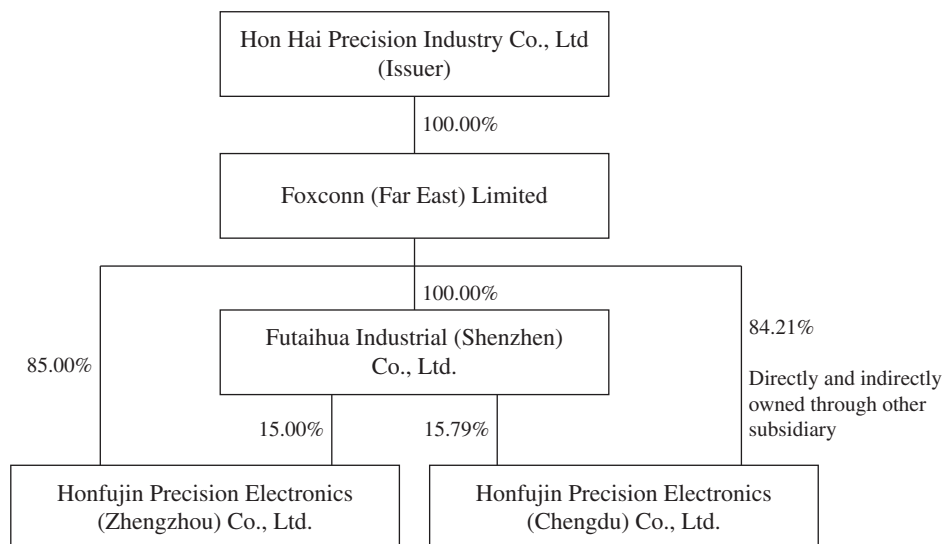 Hon Hai Precision Industry Co., Ltd
(Issuer)
100.00%
Foxconn (Far East) Limited
100.00%
Futaihua Industrial (Shenzhen)
Co., Ltd.
85.00%
84.21%
Directly and indirectly
owned through other
subsidiary
15.00%
15.79%
Honfujin Precision Electronics
(Zhengzhou) Co., Ltd.
Honfujin Precision Electronics
(Chengdu) Co., Ltd.